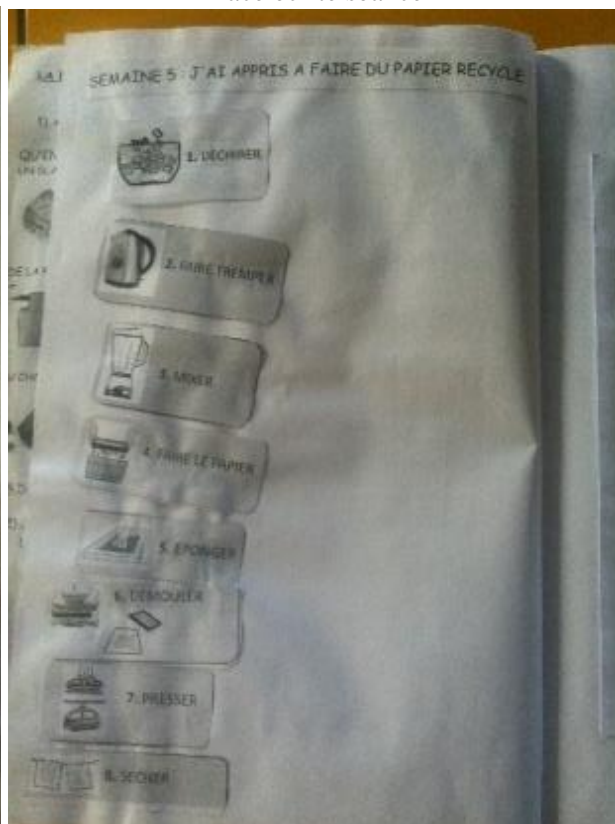 SEMAINE 5 : J'AI APPRIS A FAIRE DU PAPIER RECYCLE
1. DECHIRER
2. FAIRE TREMPER
3. MIXER
4. FAIRE LE PAPIER
5. EPONGER
6. DEMOULER
7. PRESSER
8. SECHER